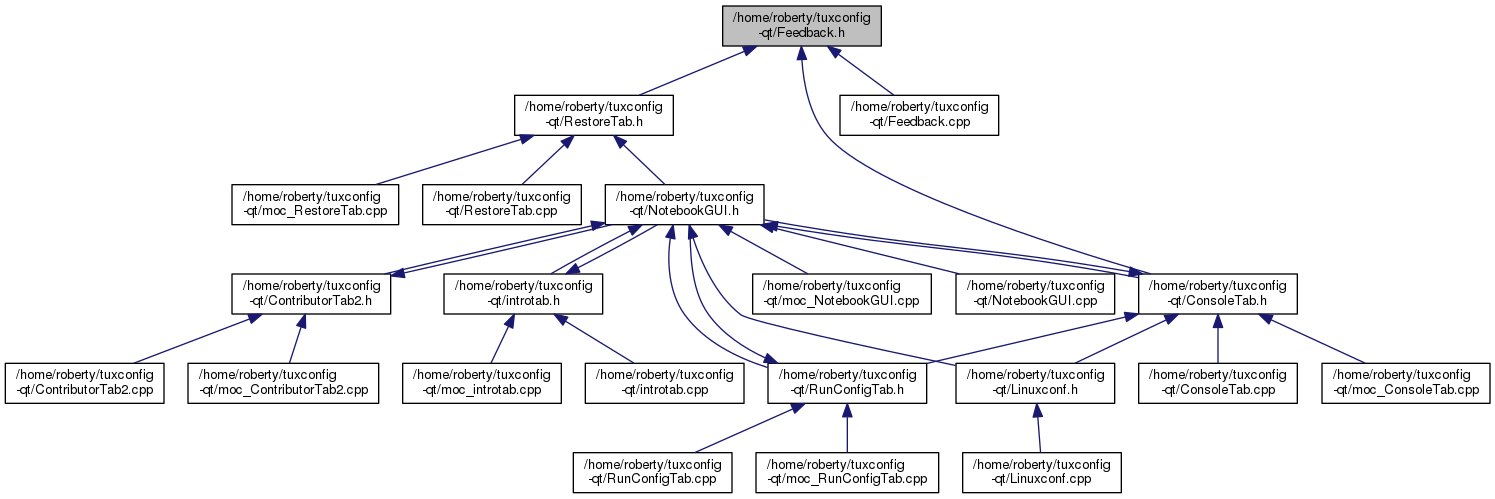 /home/roberty/tuxconfig
-qt/Feedback.h
/home/roberty/tuxconfig
-qt/RestoreTab.h
/home/roberty/tuxconfig
-qt/Feedback.cpp
/home/roberty/tuxconfig
-qt/moc_RestoreTab.cpp
/home/roberty/tuxconfig
-qt/RestoreTab.cpp
/home/roberty/tuxconfig
-qt/NotebookGUI.h
/home/roberty/tuxconfig
-qt/ContributorTab2.h
/home/roberty/tuxconfig
-qt/introtab.h
/home/roberty/tuxconfig
-qt/moc_NotebookGUI.cpp
/home/roberty/tuxconfig
-qt/NotebookGUI.cpp
/home/roberty/tuxconfig
-qt/ConsoleTab.h
/home/roberty/tuxconfig
-qt/ContributorTab2.cpp
/home/roberty/tuxconfig
-qt/moc_ContributorTab2.cpp
/home/roberty/tuxconfig
-qt/moc_introtab.cpp
/home/roberty/tuxconfig
-qt/introtab.cpp
/home/roberty/tuxconfig
-qt/RunConfigTab.h
/home/roberty/tuxconfig
-qt/Linuxconf.h
/home/roberty/tuxconfig
-qt/ConsoleTab.cpp
/home/roberty/tuxconfig
-qt/moc_ConsoleTab.cpp
/home/roberty/tuxconfig
-qt/RunConfigTab.cpp
/home/roberty/tuxconfig
-qt/moc_RunConfigTab.cpp
/home/roberty/tuxconfig
-qt/Linuxconf.cpp